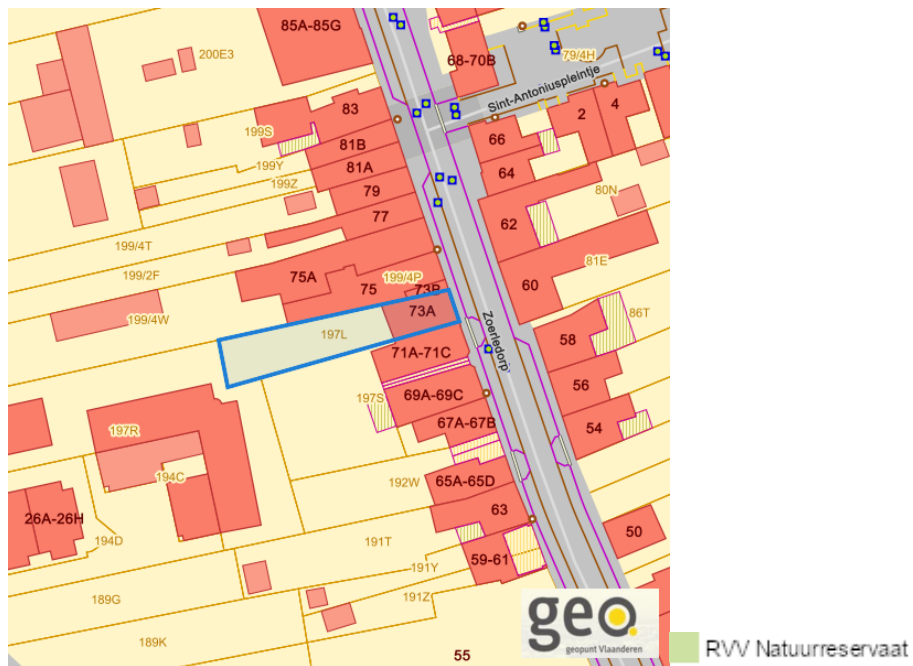 85A-85G
200E3
68-70B
79/4H
Sint-Antoniuspleintje
83
2
4
199S
81B
66
199Y
81A
64
199Z
79
80N
77
62
199/4T
81E
199/2F
75A
199/4P
75
73B
60
199/4W
73A
86T
197L
Zoerledorp
58
71A-71C
56
197S
69A-69C
67A-67B
54
197R
194C
192W
65A-65D
26A-26H
63
50
194D
191T
59-61
191Y
189G
191Z
geo.
geopunt Vlaanderen
189K
55
RVV Natuurreservaat